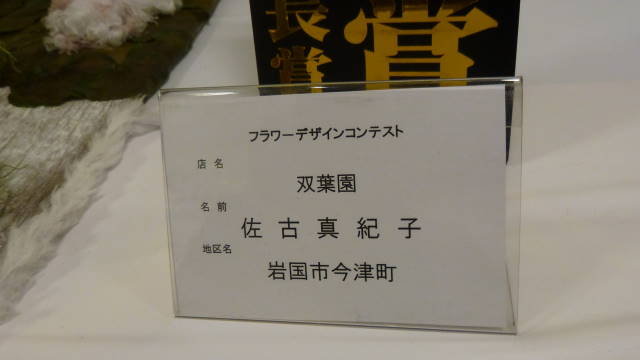 長賞
賞
フラワーデザインコンテスト
店名
双葉園
名前
佐古真紀子
地区名
岩国市今津町